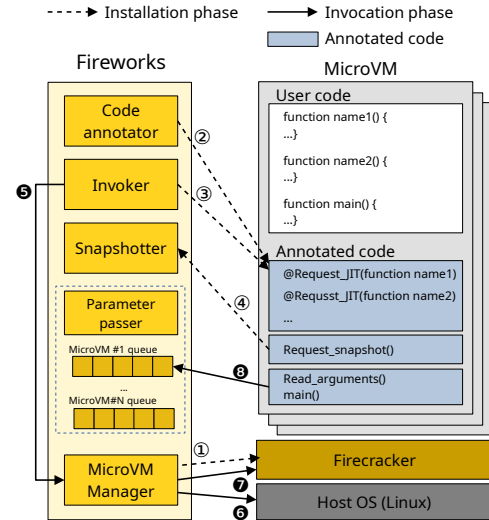 Installation phase
Invocation phase
Annotated code
Fireworks
MicroVM
Code
annotator
②
Invoker
③
❺
Snapshotter
④
Parameter
passer
MicroVM #1 queue
...
MicroVM#N queue
❽
①
MicroVM
Manager
❼
❻
User code
function name1() {
...}
function name2() {
...}
function main() {
...}
Annotated code
@Request_JIT(function name1)
@Requsst_JIT(function name2)
...
Request_snapshot()
Read_arguments()
main()
Firecracker
Host OS (Linux)